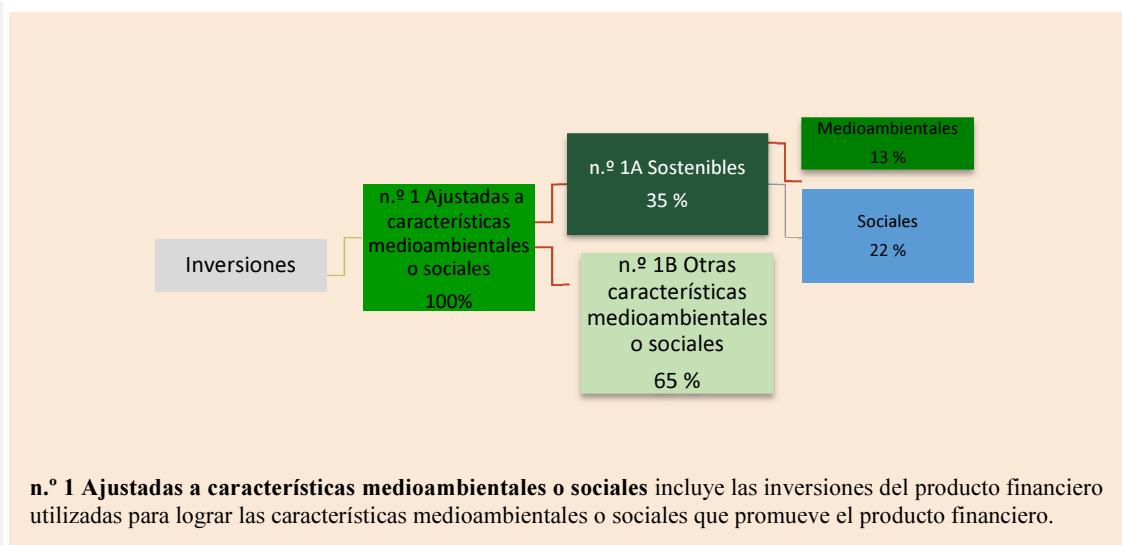 Inversiones
n.º 1 Ajustadas a
características
medioambientales
o sociales
100%
n.º 1A Sostenibles
35 %
n.º 1B Otras
características
medioambientales
o sociales
65 %
Medioambientales
13 %
Sociales
22 %
n.º 1 Ajustadas a características medioambientales o sociales incluye las inversiones del producto financiero
utilizadas para lograr las características medioambientales o sociales que promueve el producto financiero.